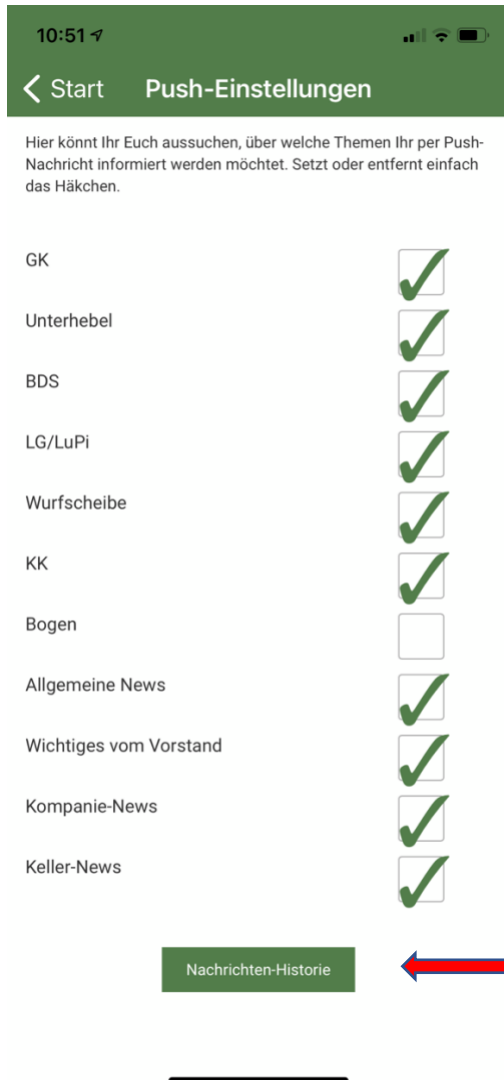 10:51
Start Push-Einstellungen
Hier könnt Ihr Euch aussuchen, über welche Themen Ihr per Push-
Nachricht informiert werden möchtet. Setzt oder entfernt einfach
das Häkchen.
GK
Unterhebel
BDS
LG/LuPi
Wurfscheibe
KK
Bogen
Allgemeine News
Wichtiges vom Vorstand
Kompanie-News
Keller-News
Nachrichten-Historie